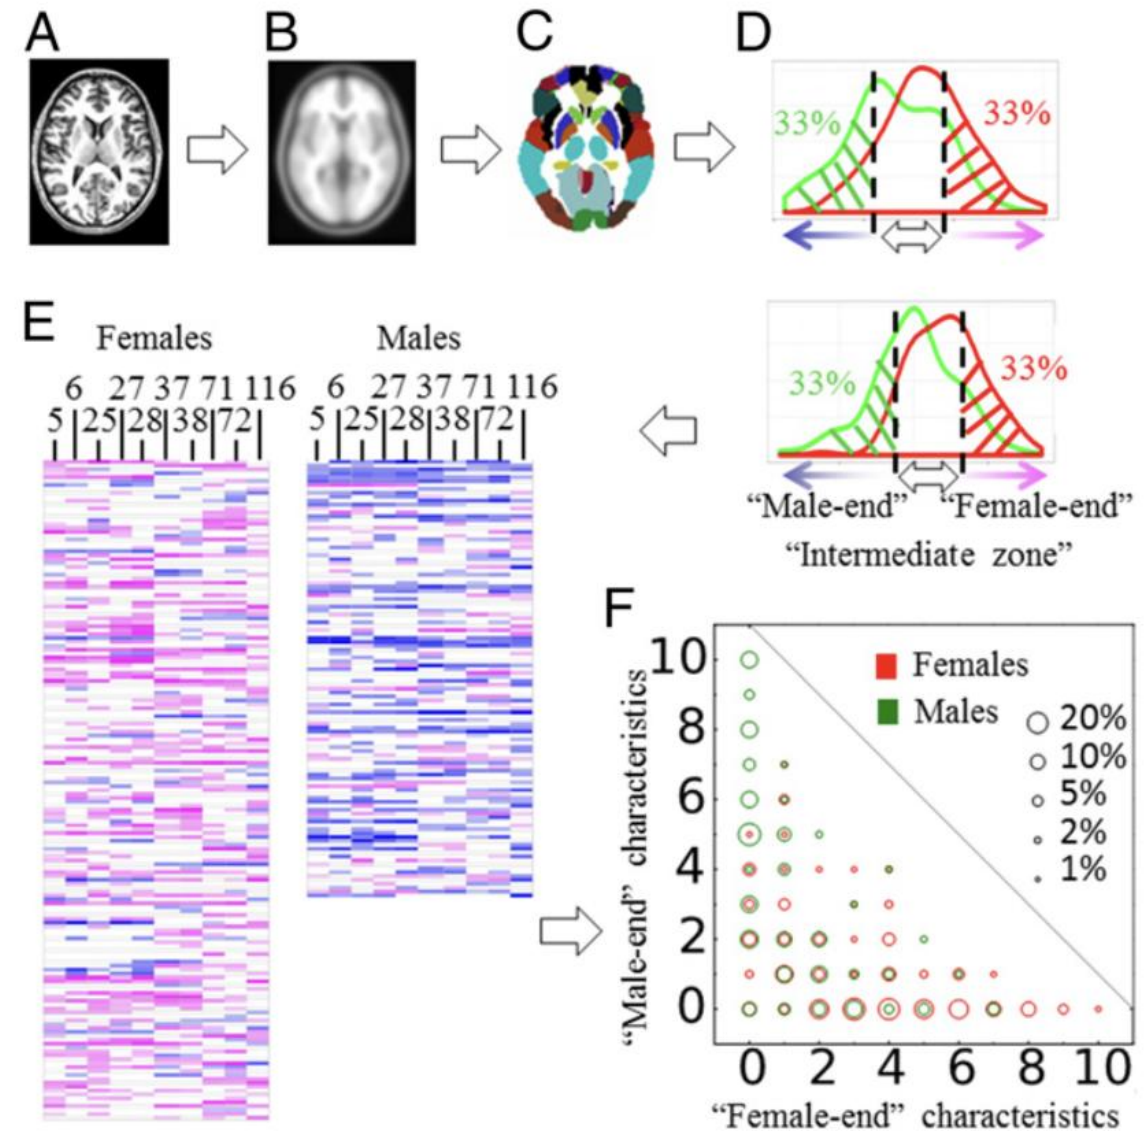 A
B
C
D
33%
33%
33%
33%
“Male-end” “Female-end”
“Intermediate zone”
E
Females
6 27 37 71 116
5 25 28 38 72
Males
6 27 37 71 116
5 25 28 38 72
F
Females
Males
20%
10%
5%
2%
1%
“Male-end” characteristics
10
8
6
4
2
0
0 2 4 6 8 10
“Female-end” characteristics